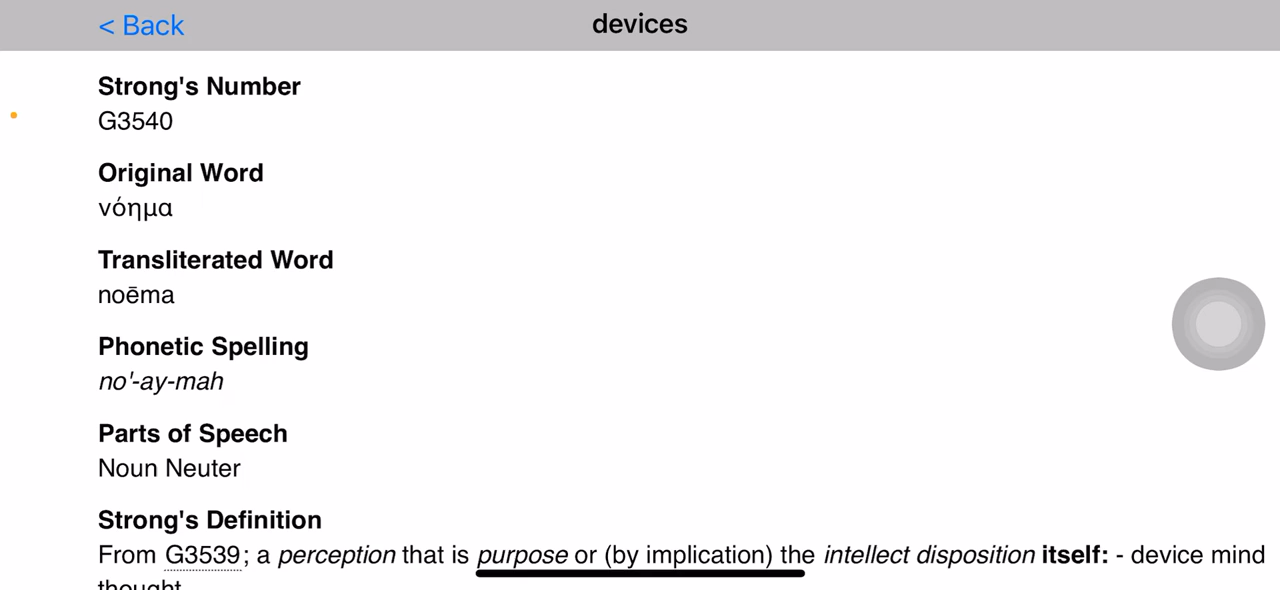 < Back
devices
Strong's Number
G3540
Original Word
νόημα
Transliterated Word
noēma
Phonetic Spelling
no'-ay-mah
Parts of Speech
Noun Neuter
Strong's Definition
From G3539; a perception that is purpose or (by implication) the intellect disposition itself: - device mind
thought